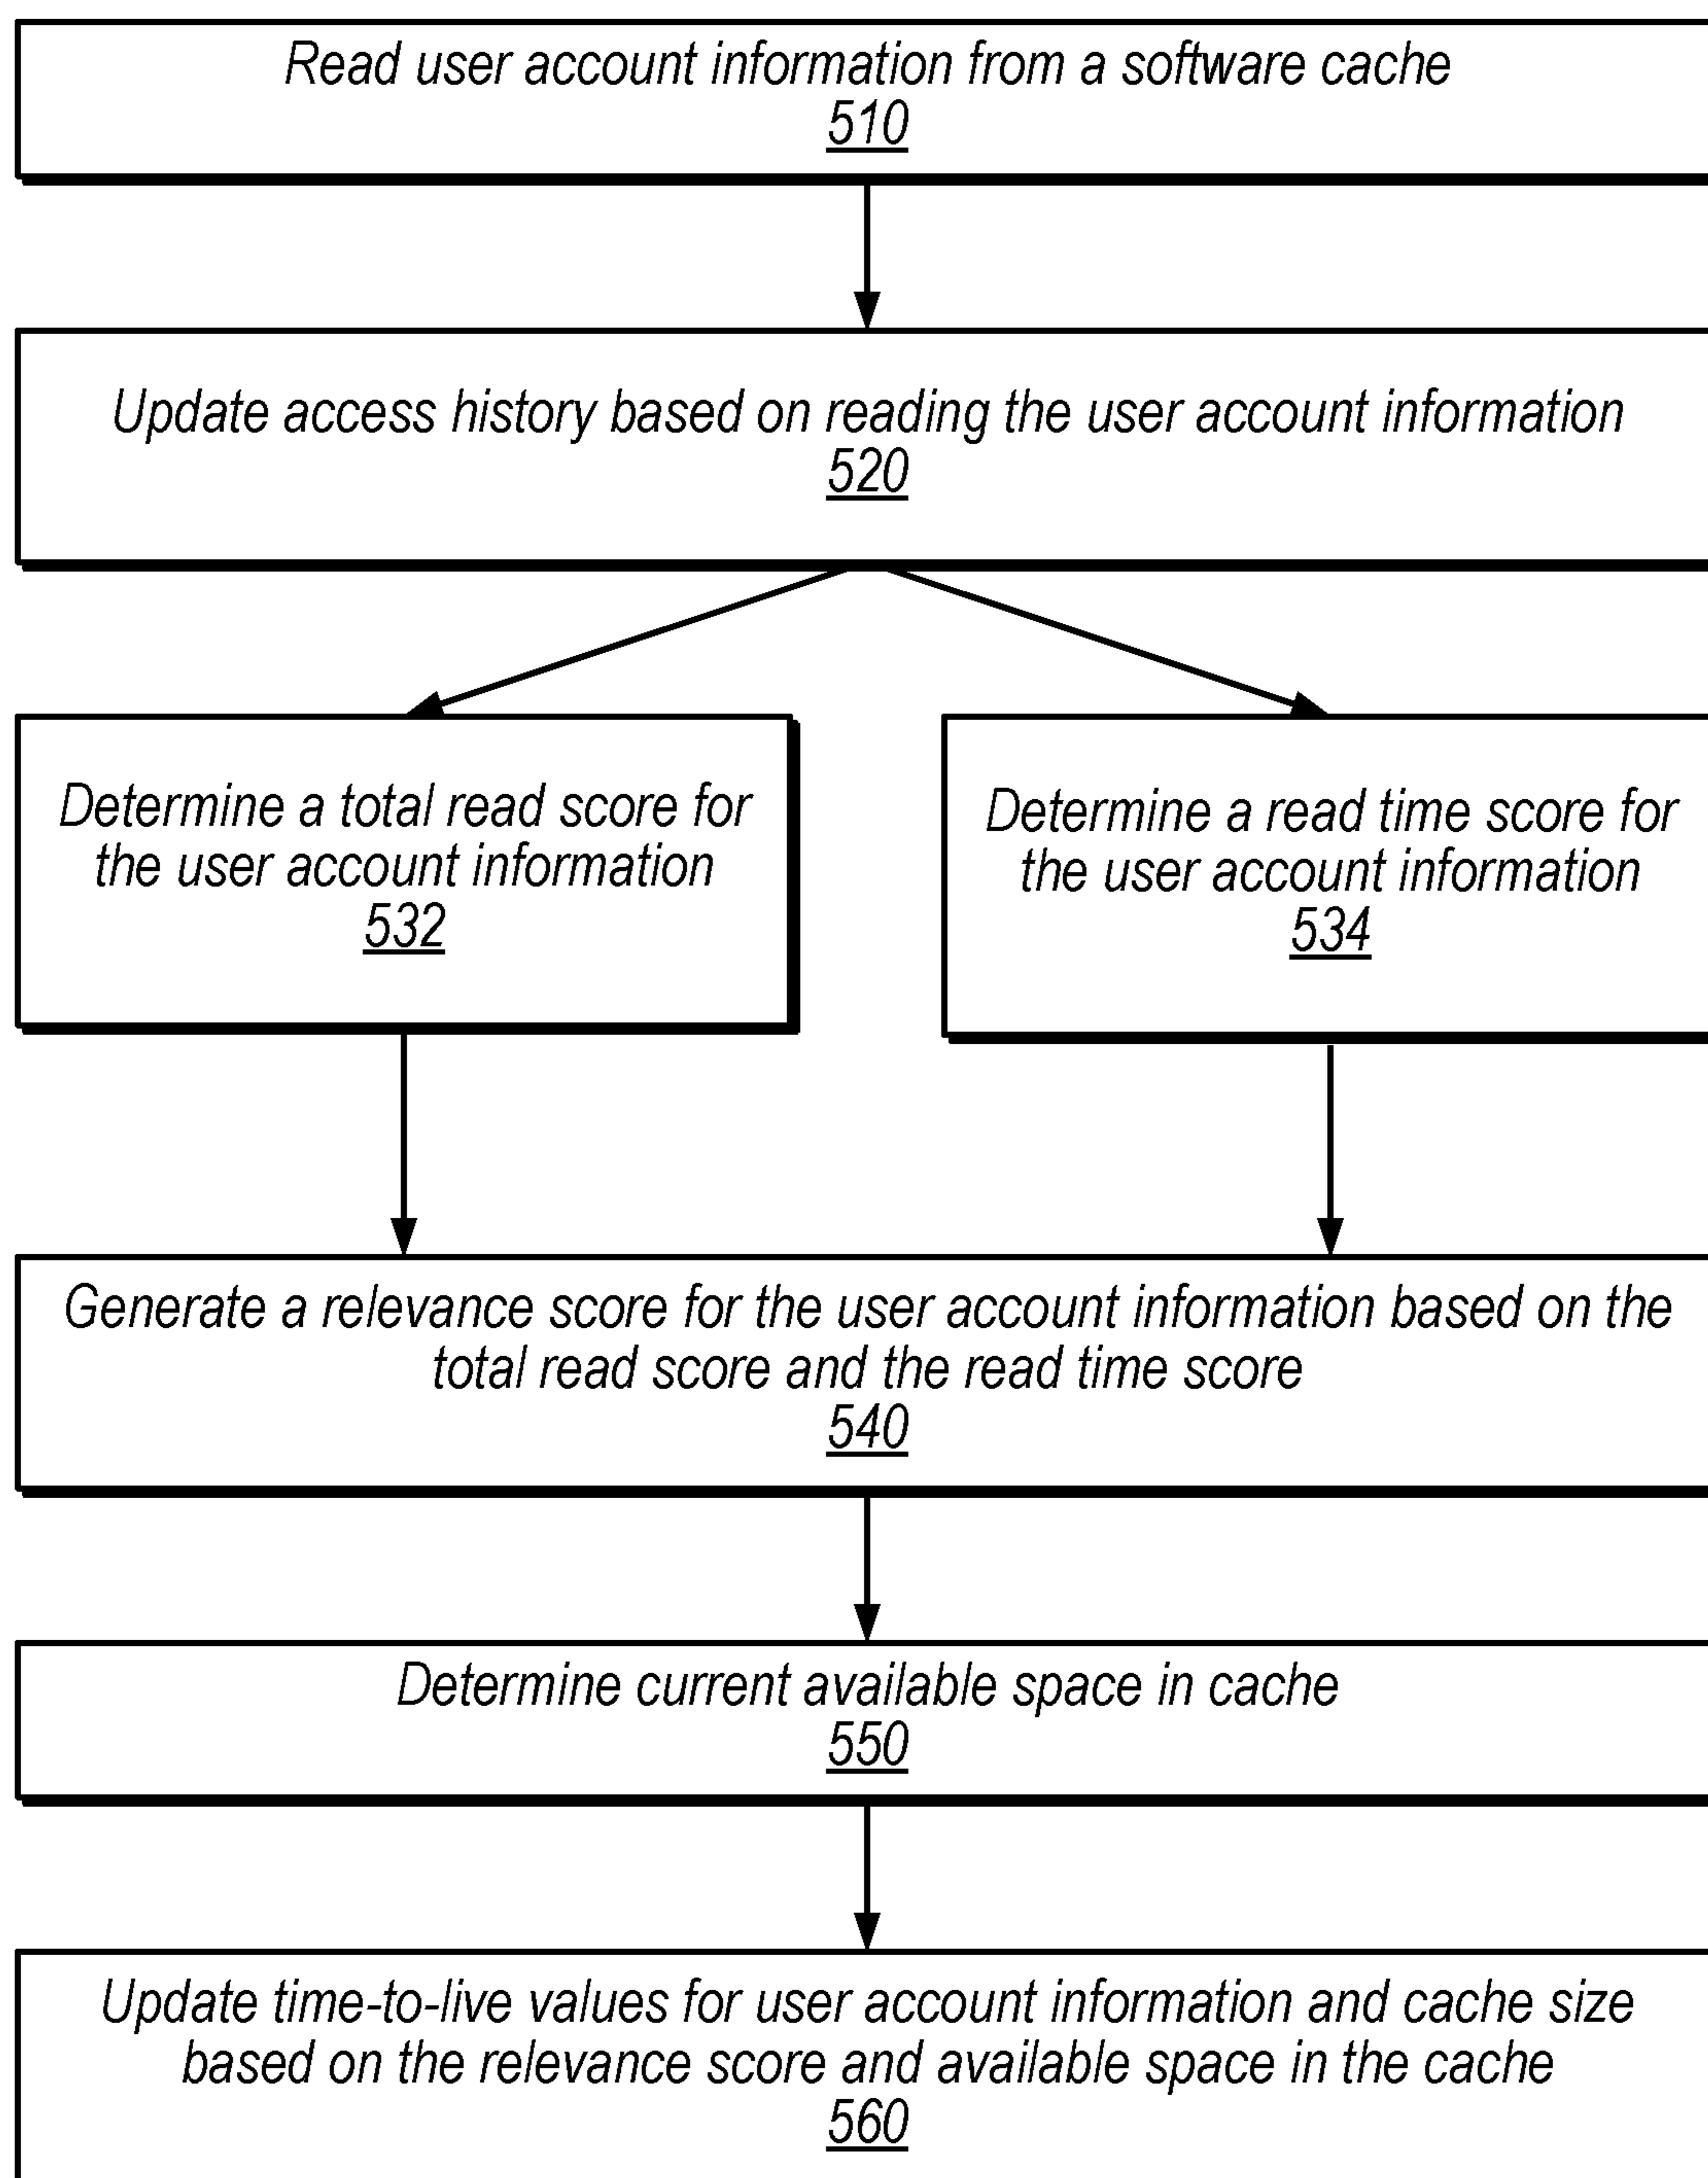 Read user account information from a software cache
510
Update access history based on reading the user account information
520
Determine a total read score for
the user account information
532
Determine a read time score for
the user account information
534
Generate a relevance score for the user account information based on the
total read score and the read time score
540
Determine current available space in cache
550
Update time-to-live values for user account information and cache size
based on the relevance score and available space in the cache
560